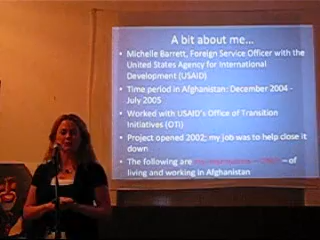 A bit about me...
• Michelle Barrett, Foreign Service Officer with the
United States Agency for International
Development (USAID)
• Time period in Afghanistan: December 2004 -
July 2005
• Worked with USAID's Office of Transition
Initiatives (OTI)
• Project opened 2002; my job was to help close it
down
• The following are – of
living and working in Afghanistan